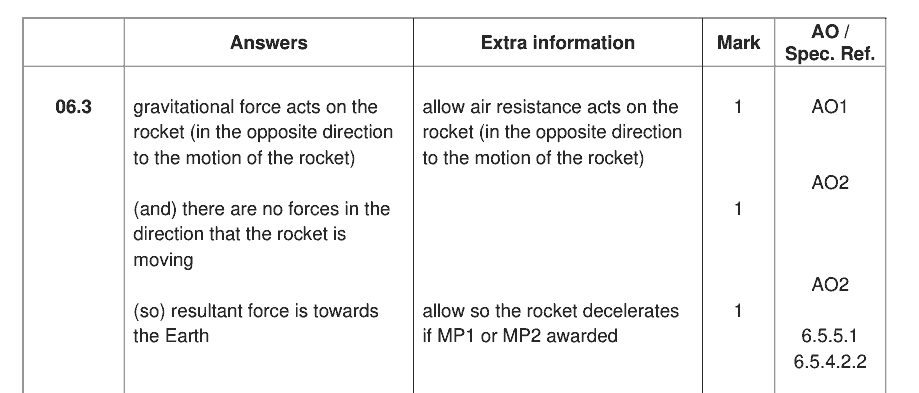 Answers Extra information Mark AO /
Spec. Ref.
06.3 gravitational force acts on the allow air resistance acts on the 1 AO1
rocket (in the opposite direction rocket (in the opposite direction
to the motion of the rocket) to the motion of the rocket)
AO2
(and) there are no forces in the 1
direction that the rocket is
moving
AO2
(so) resultant force is towards allow so the rocket decelerates 1
the Earth if MP1 or MP2 awarded 6.5.5.1
6.5.4.2.2